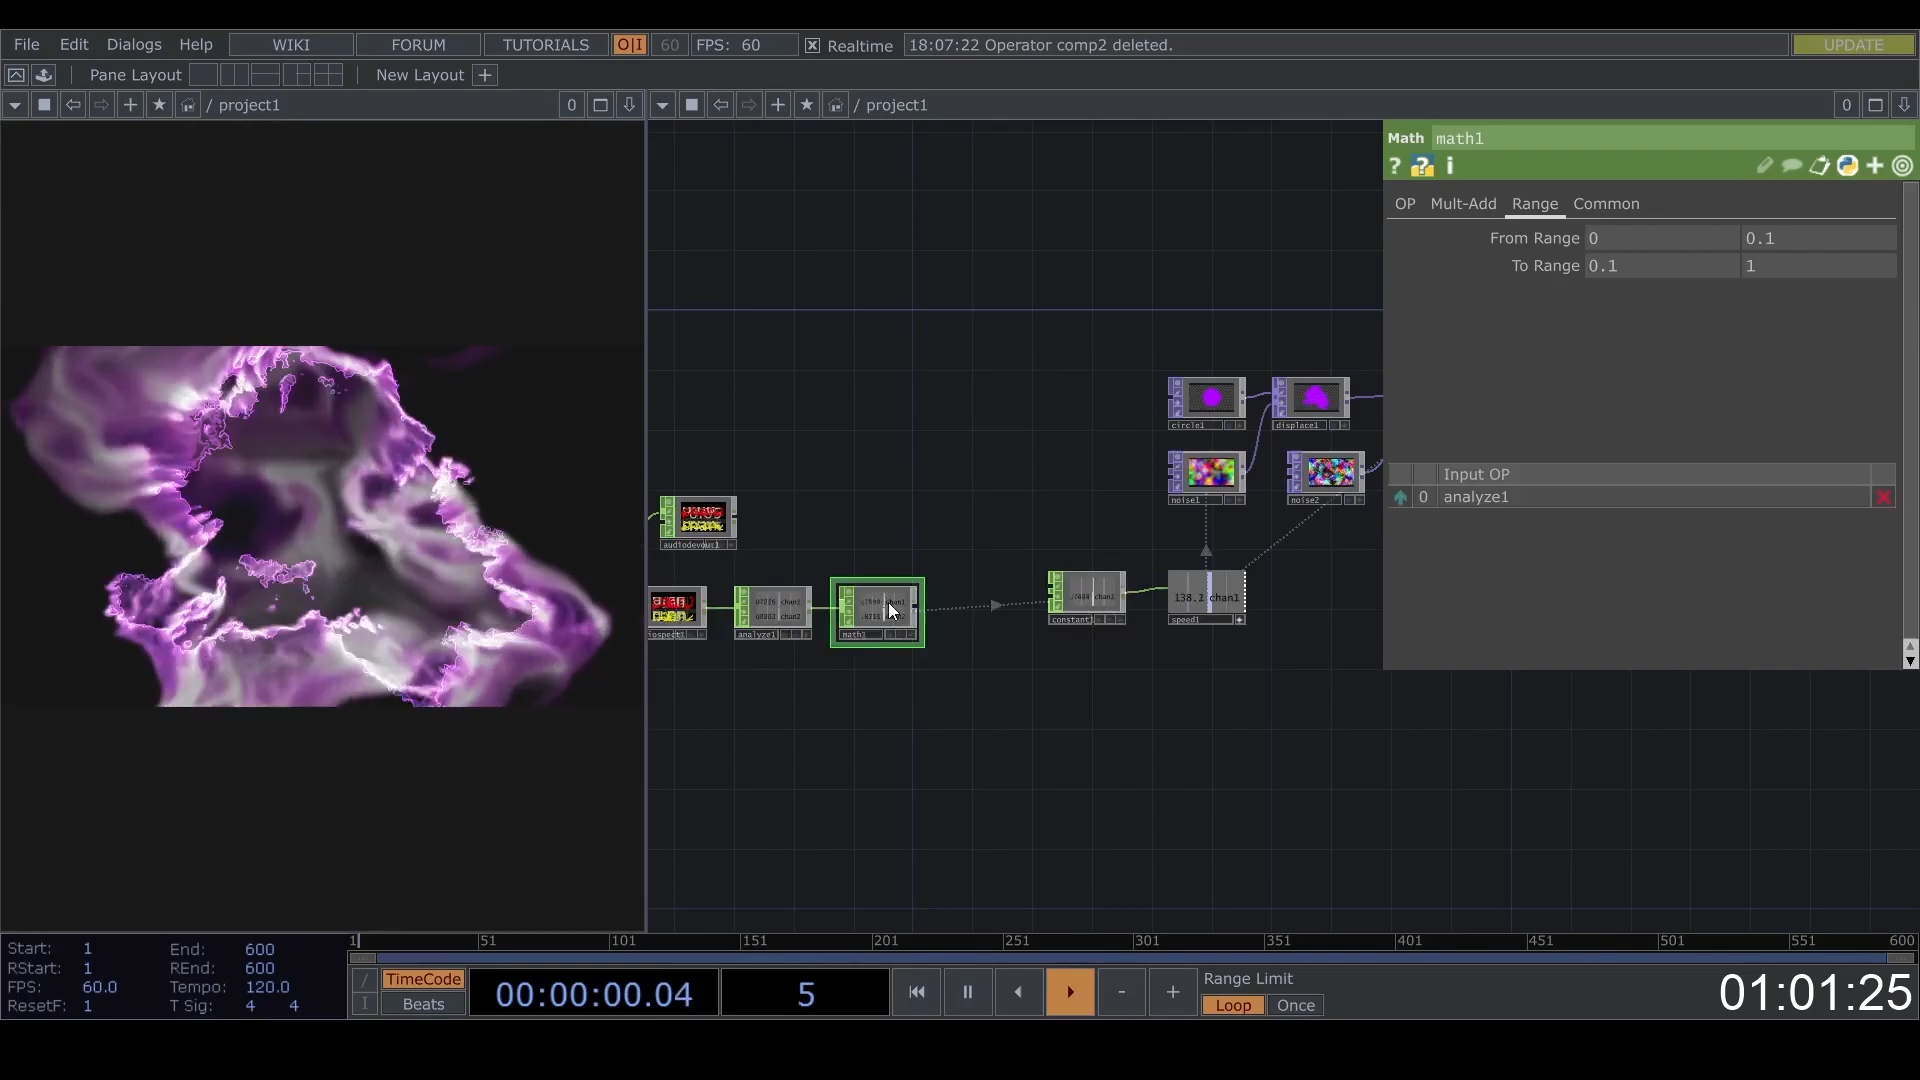 File Edit Dialogs Help WIKI FORUM TUTORIALS O|I 60 FPS: 60 Realtime 18:07:22 Operator comp2 deleted. UPDATE
Pane Layout New Layout +
/ project1 0
/ project1 0
Math math1
OP Mult-Add Range Common
From Range 0 0.1
To Range 0.1 1
Input OP
0 analyze1
circle1
displace1
noise1
noise2
analyze1
math1
constant1
138.2 chan1
speed1
1 51 101 151 201 251 301 351 401 451 501 551 600
Start: 1 End: 600
RStart: 1 REnd: 600
FPS: 60.0 Tempo: 120.0
ResetF: 1 T Sig: 4 4
TimeCode
Beats
00:00:00.04
5
Range Limit
Loop Once
01:01:25